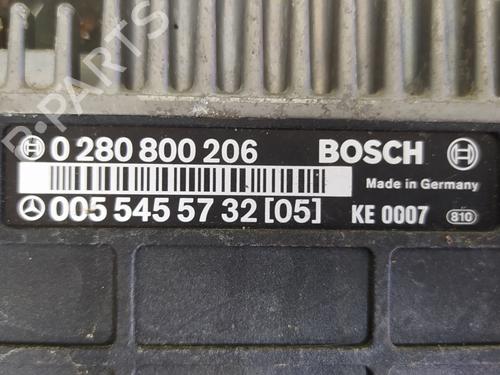 B-PARTS
0 280 800 206 BOSCH
Made in Germany
005 545 57 32 [05] KE 0007 810